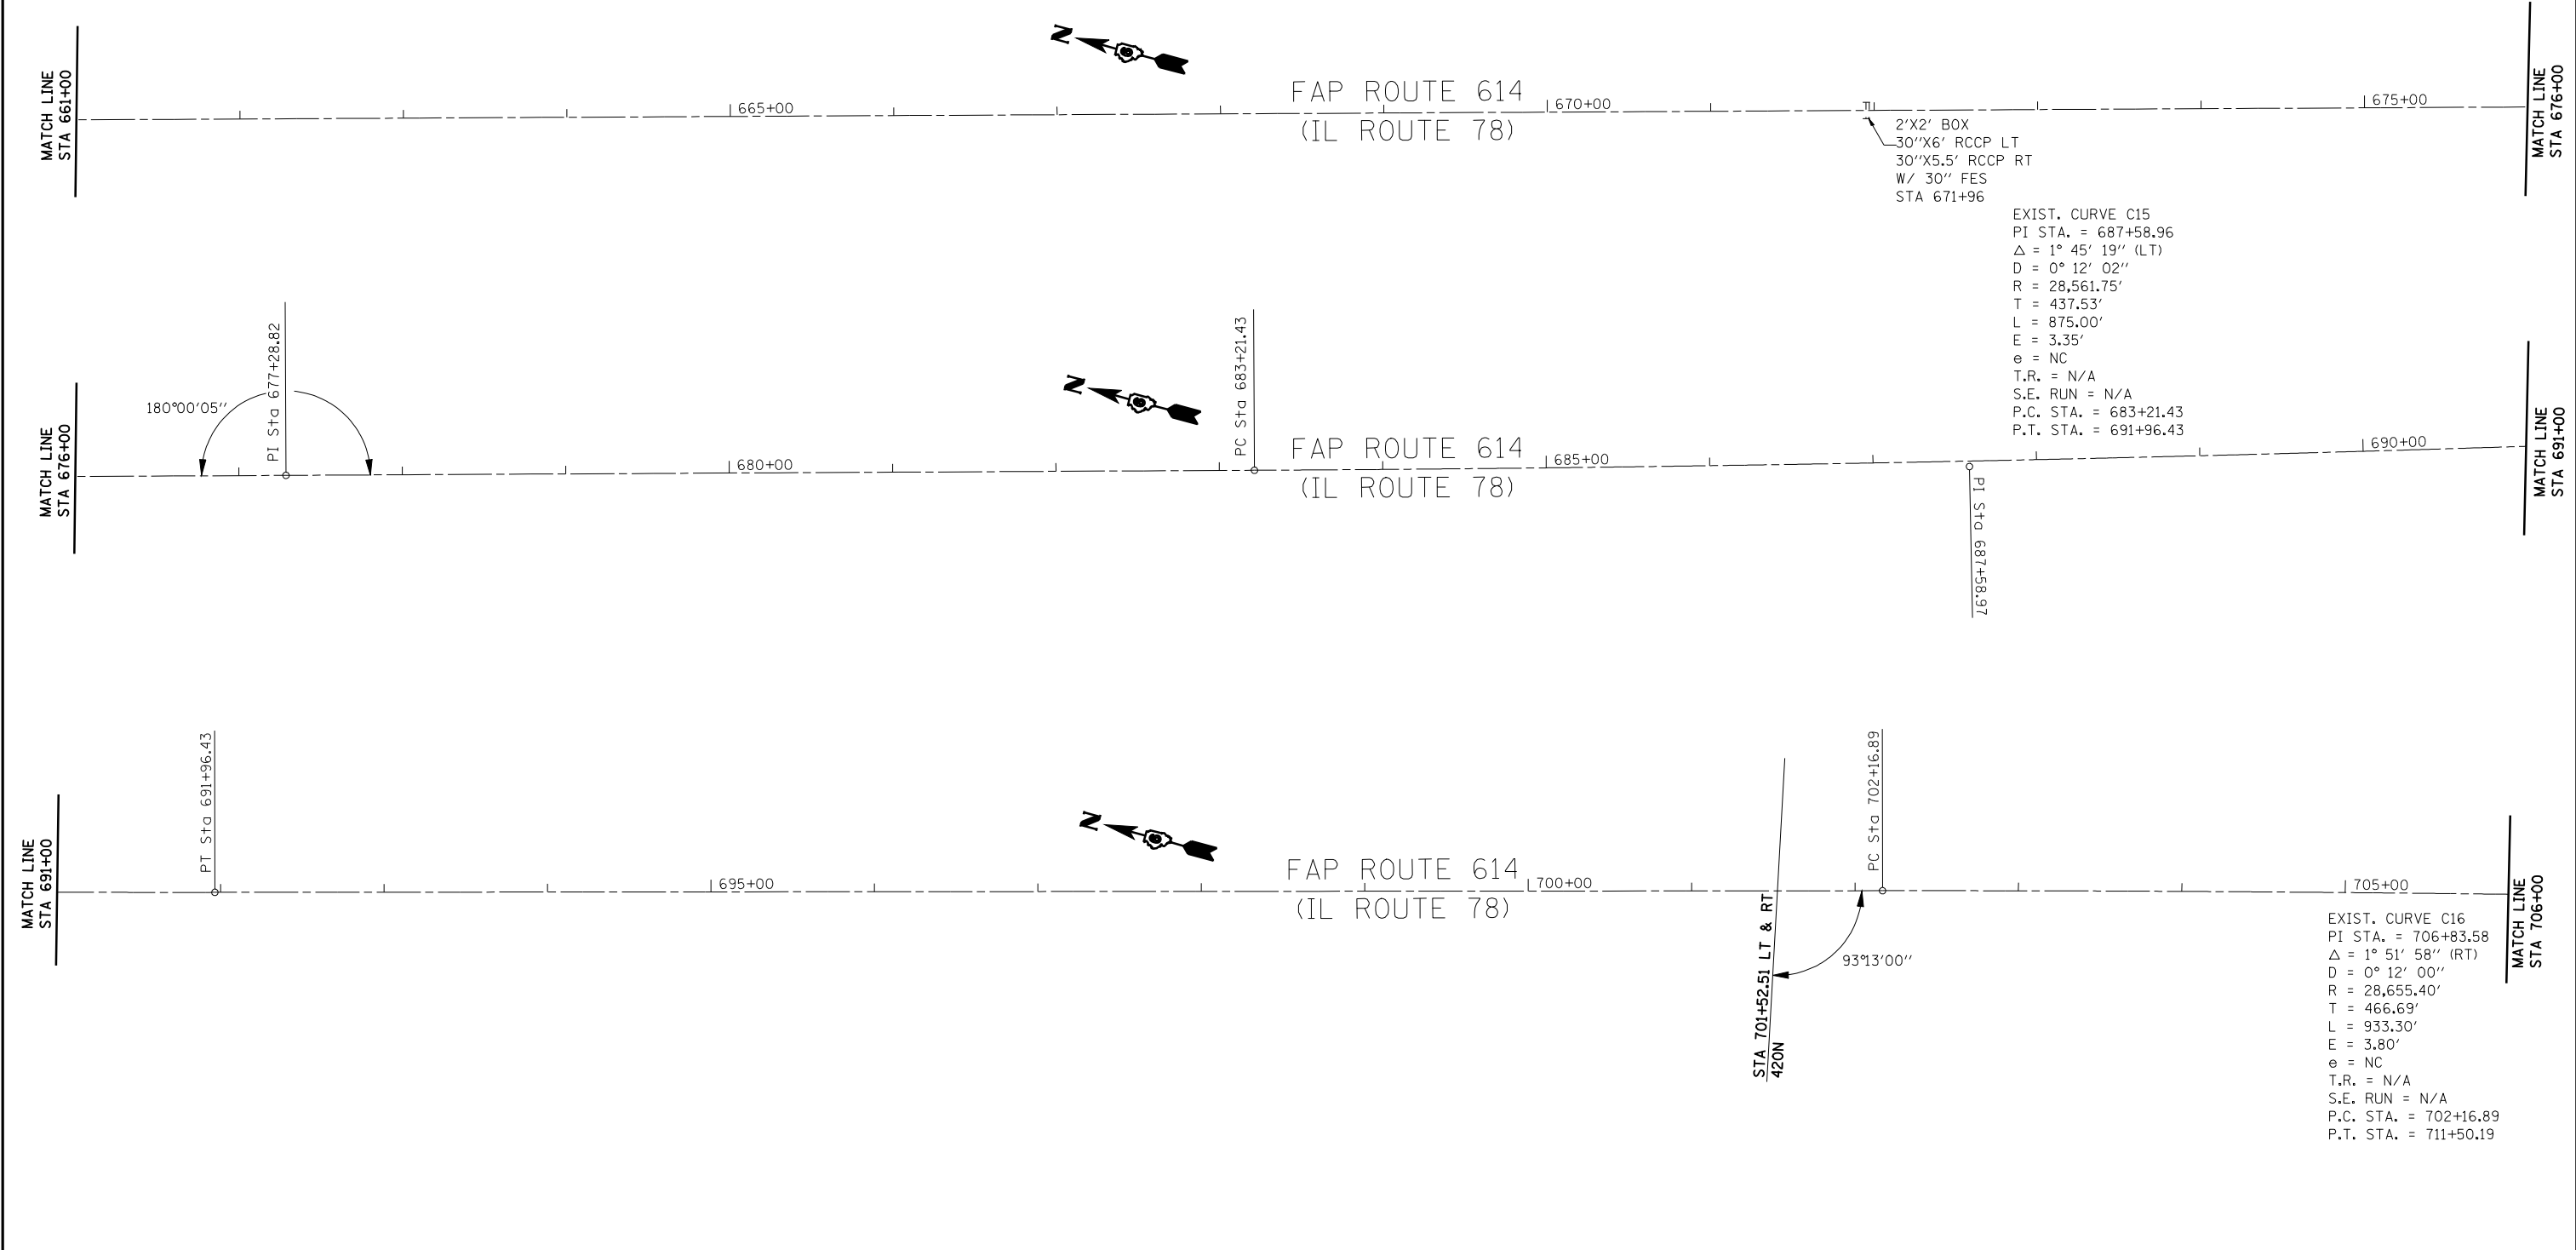 N
MATCH LINE
STA 661+00
665+00
FAP ROUTE 614
(IL ROUTE 78)
670+00
675+00
MATCH LINE
STA 676+00
2'X2' BOX
30''X6' RCCP LT
30''X5.5' RCCP RT
W/ 30'' FES
STA 671+96
EXIST. CURVE C15
PI STA. = 687+58.96
Δ = 1° 45' 19'' (LT)
D = 0° 12' 02''
R = 28,561.75'
T = 437.53'
L = 875.00'
E = 3.35'
e = NC
T.R. = N/A
S.E. RUN = N/A
P.C. STA. = 683+21.43
P.T. STA. = 691+96.43
MATCH LINE
STA 676+00
180°00'05''
PI Sta 677+28.82
680+00
N
PC Sta 683+21.43
FAP ROUTE 614
(IL ROUTE 78)
685+00
PI Sta 687+58.97
690+00
MATCH LINE
STA 691+00
MATCH LINE
STA 691+00
PT Sta 691+96.43
695+00
N
FAP ROUTE 614
(IL ROUTE 78)
700+00
STA 701+52.51 LT & RT
420N
PC Sta 702+16.89
93°13'00''
705+00
MATCH LINE
STA 706+00
EXIST. CURVE C16
PI STA. = 706+83.58
Δ = 1° 51' 58'' (RT)
D = 0° 12' 00''
R = 28,655.40'
T = 466.69'
L = 933.30'
E = 3.80'
e = NC
T.R. = N/A
S.E. RUN = N/A
P.C. STA. = 702+16.89
P.T. STA. = 711+50.19